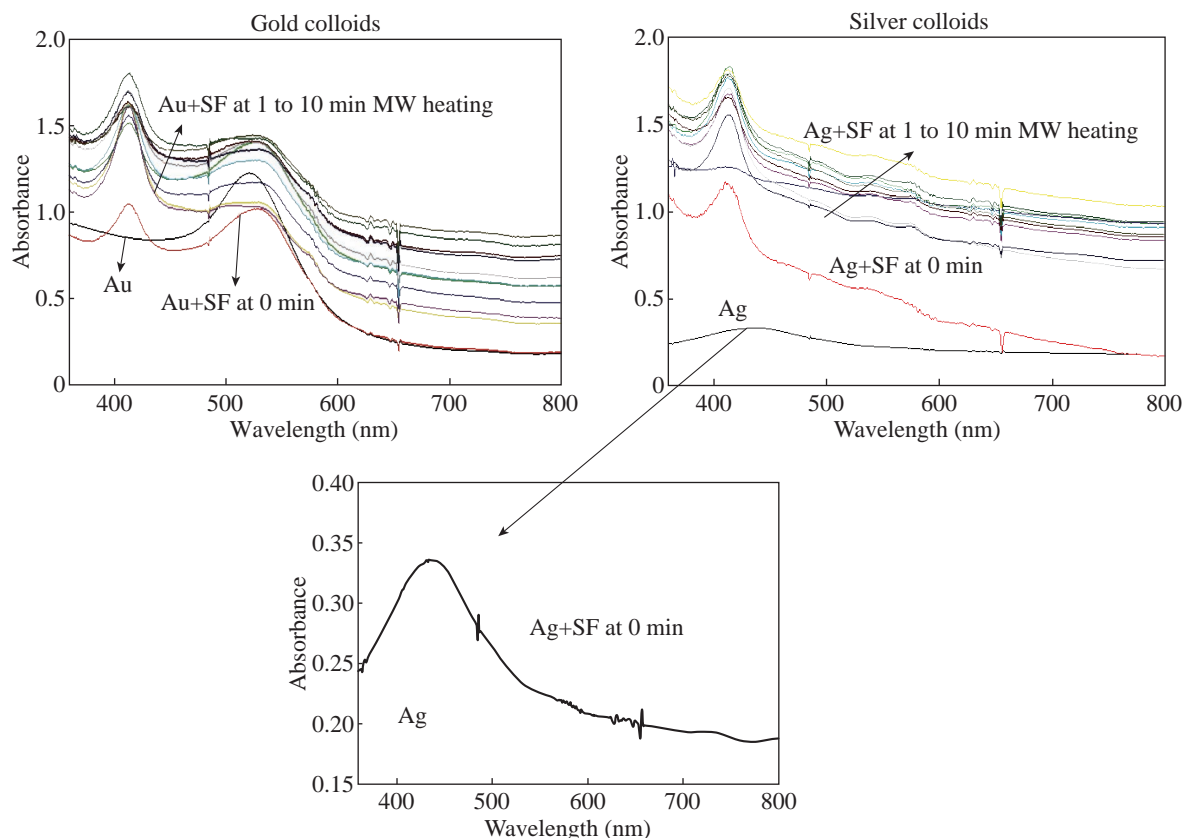 Gold colloids
2.0
1.5
1.0
0.5
0
Absorbance
Au+SF at 1 to 10 min MW heating
Au
Au+SF at 0 min
400 500 600 700 800
Wavelength (nm)
Silver colloids
2.0
1.5
1.0
0.5
0
Absorbance
Ag+SF at 1 to 10 min MW heating
Ag+SF at 0 min
Ag
400 500 600 700 800
Wavelength (nm)
0.40
0.35
0.30
0.25
0.20
0.15
Absorbance
Ag+SF at 0 min
Ag
400 500 600 700 800
Wavelength (nm)